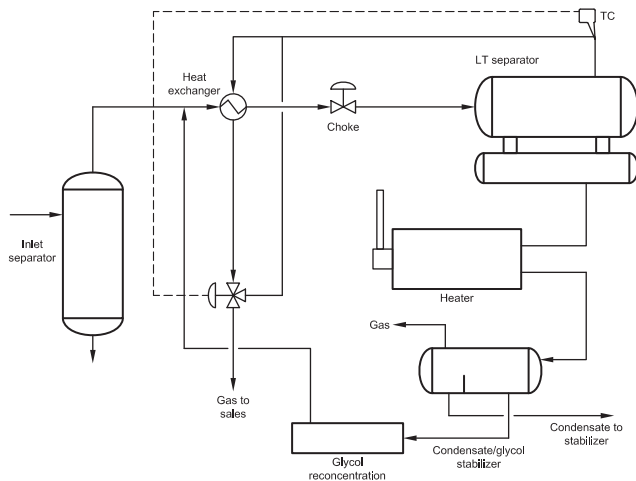 TC
LT separator
Heat
exchanger
Choke
Inlet
separator
Heater
Gas
Gas to
sales
Condensate to
stabilizer
Condensate/glycol
stabilizer
Glycol
reconcentration